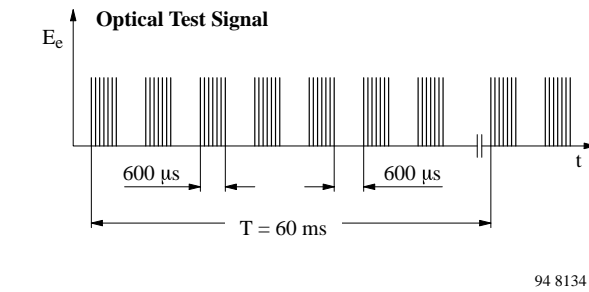 Optical Test Signal
Ee
600 µs
600 µs
t
T = 60 ms
94 8134